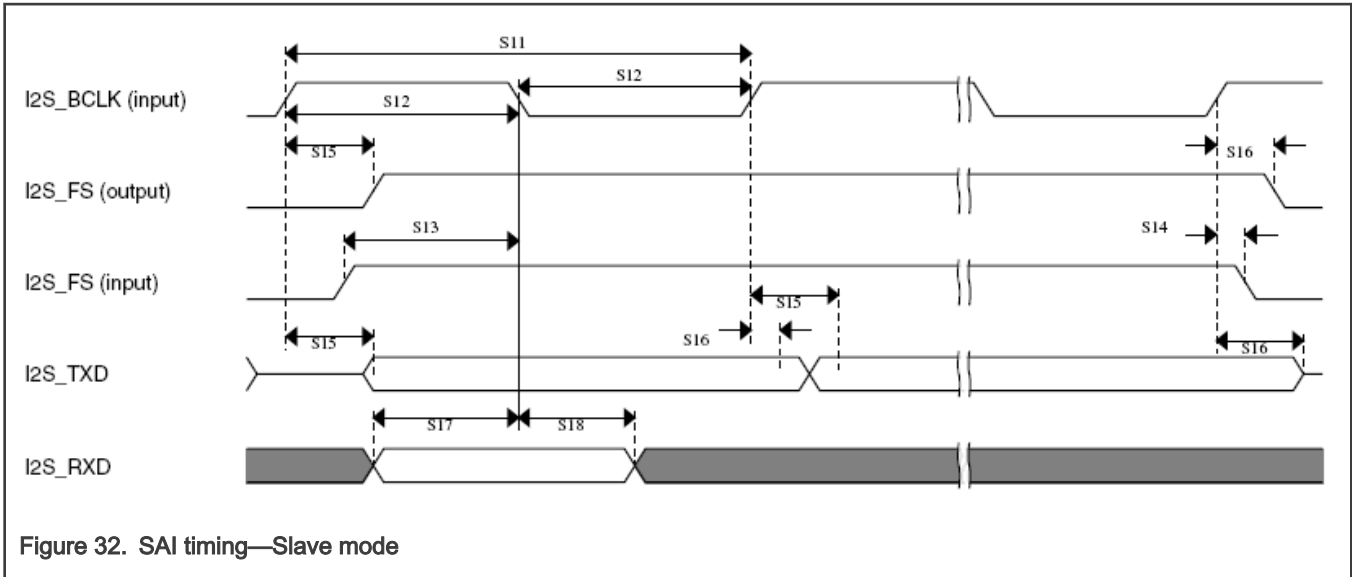 S11
S12
I2S_BCLK (input)
S12
S15
S16
I2S_FS (output)
S13
S14
I2S_FS (input)
S15
S16
S15
S16
I2S_TXD
S17
S18
I2S_RXD
Figure 32. SAI timing—Slave mode